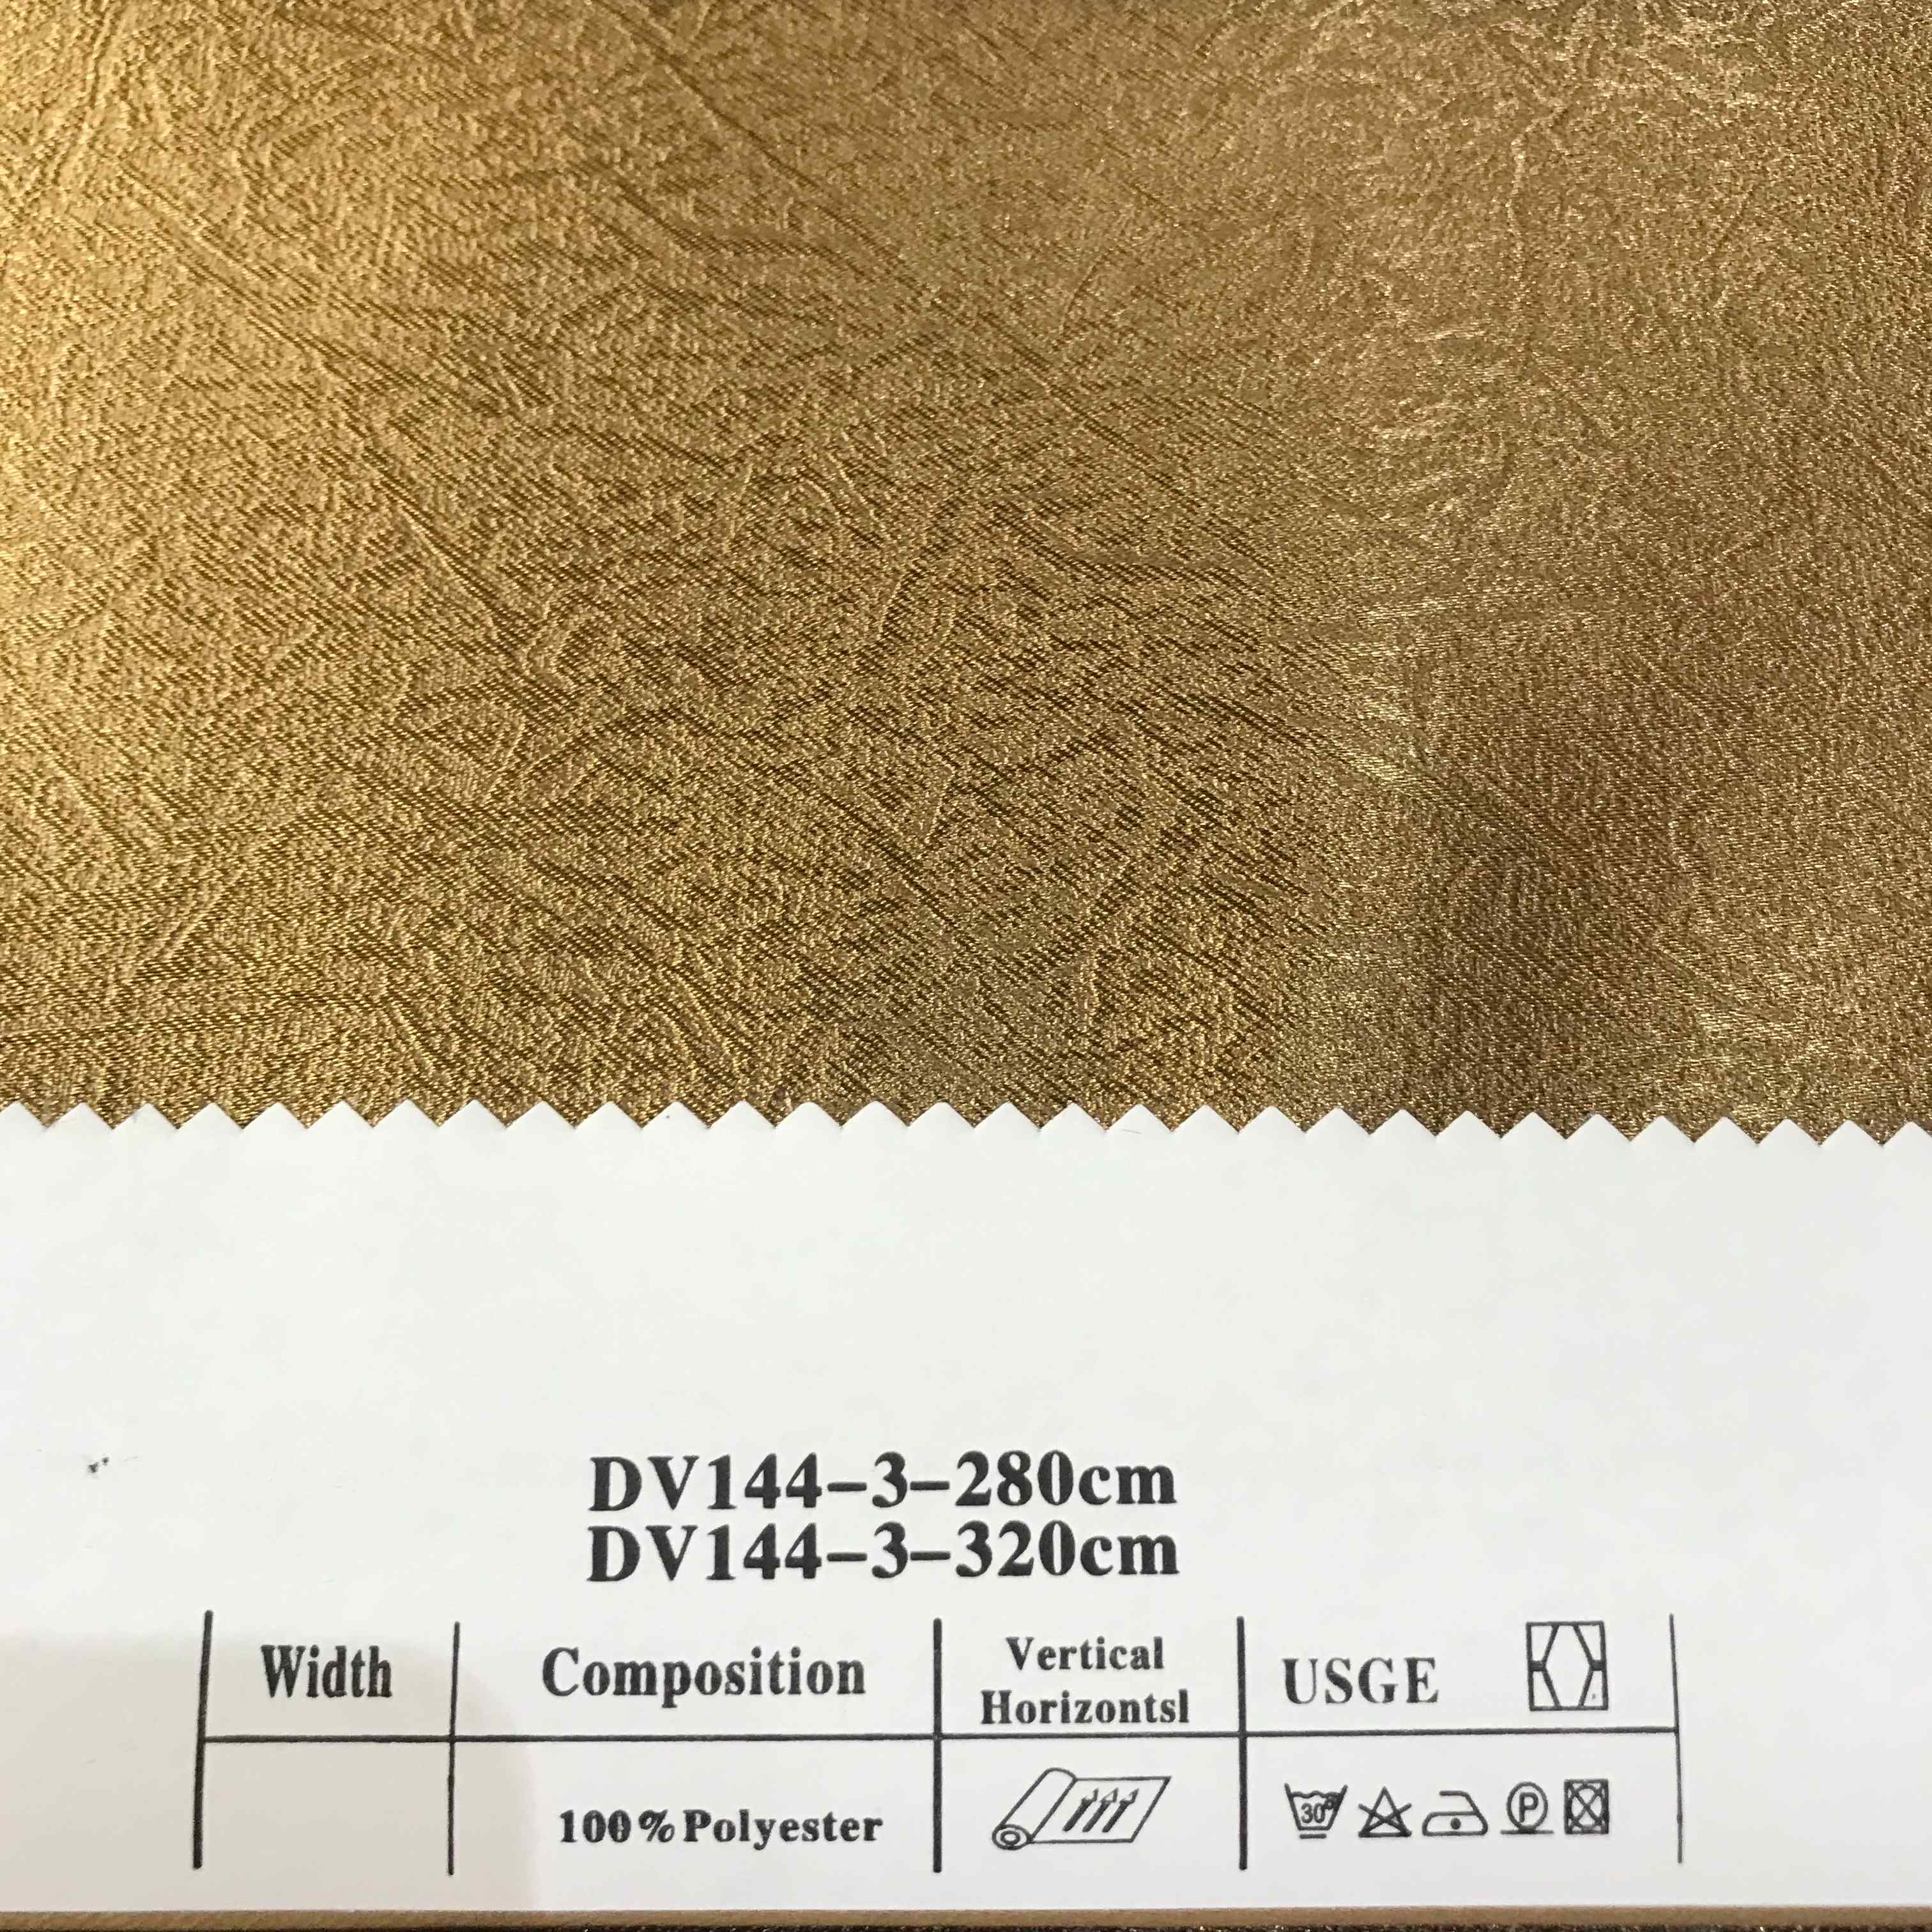 DV144-3-280cm
DV144-3-320cm
Width Composition Vertical Horizontsl USGE
100% Polyester 30° P